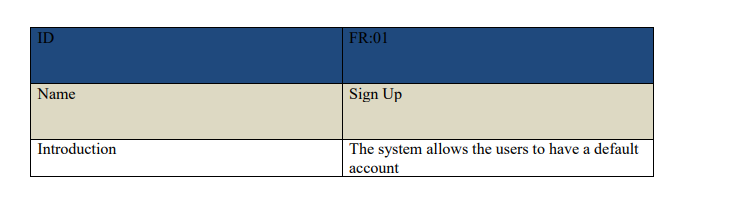 ID FR:01
Name Sign Up
Introduction The system allows the users to have a default
account